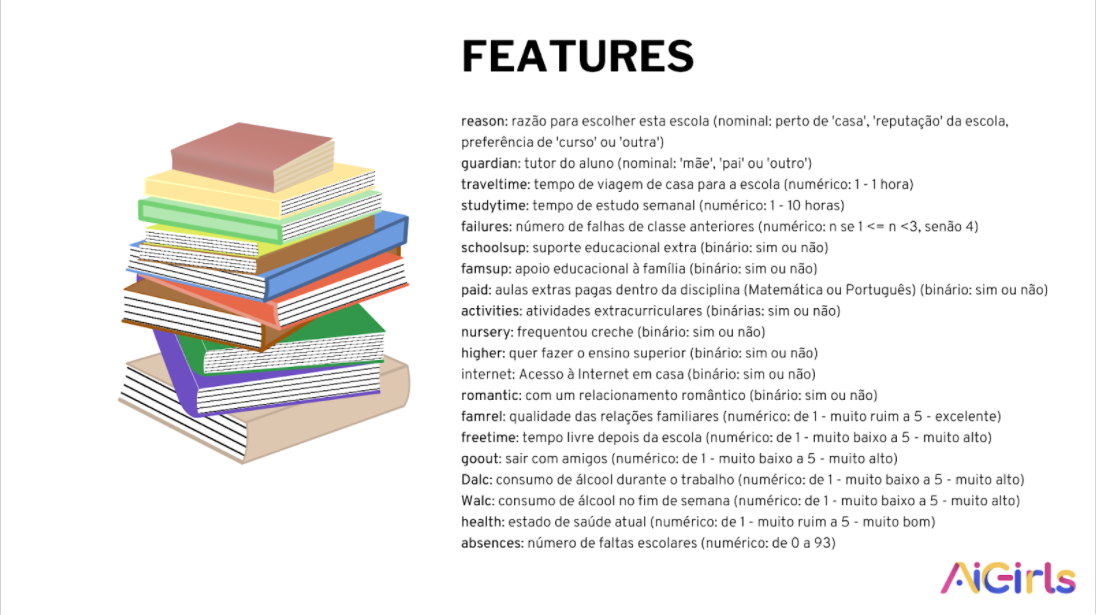 FEATURES
reason: razão para escolher esta escola (nominal: perto de 'casa', 'reputação' da escola,
preferência de 'curso' ou 'outra')
guardian: tutor do aluno (nominal: 'mãe', 'pai' ou 'outro')
traveltime: tempo de viagem de casa para a escola (numérico: 1 - 1 hora)
studytime: tempo de estudo semanal (numérico: 1 - 10 horas)
failures: número de falhas de classe anteriores (numérico: n se 1 <= n <3, senão 4)
schoolsup: suporte educacional extra (binário: sim ou não)
famsup: apoio educacional à família (binário: sim ou não)
paid: aulas extras pagas dentro da disciplina (Matemática ou Português) (binário: sim ou não)
activities: atividades extracurriculares (binárias: sim ou não)
nursery: frequentou creche (binário: sim ou não)
higher: quer fazer o ensino superior (binário: sim ou não)
internet: Acesso à Internet em casa (binário: sim ou não)
romantic: com um relacionamento romântico (binário: sim ou não)
famrel: qualidade das relações familiares (numérico: de 1 - muito ruim a 5 - excelente)
freetime: tempo livre depois da escola (numérico: de 1 - muito baixo a 5 - muito alto)
goout: sair com amigos (numérico: de 1 - muito baixo a 5 - muito alto)
Dalc: consumo de álcool durante o trabalho (numérico: de 1 - muito baixo a 5 - muito alto)
Walc: consumo de álcool no fim de semana (numérico: de 1 - muito baixo a 5 - muito alto)
health: estado de saúde atual (numérico: de 1 - muito ruim a 5 - muito bom)
absences: número de faltas escolares (numérico: de 0 a 93)
AiGirls